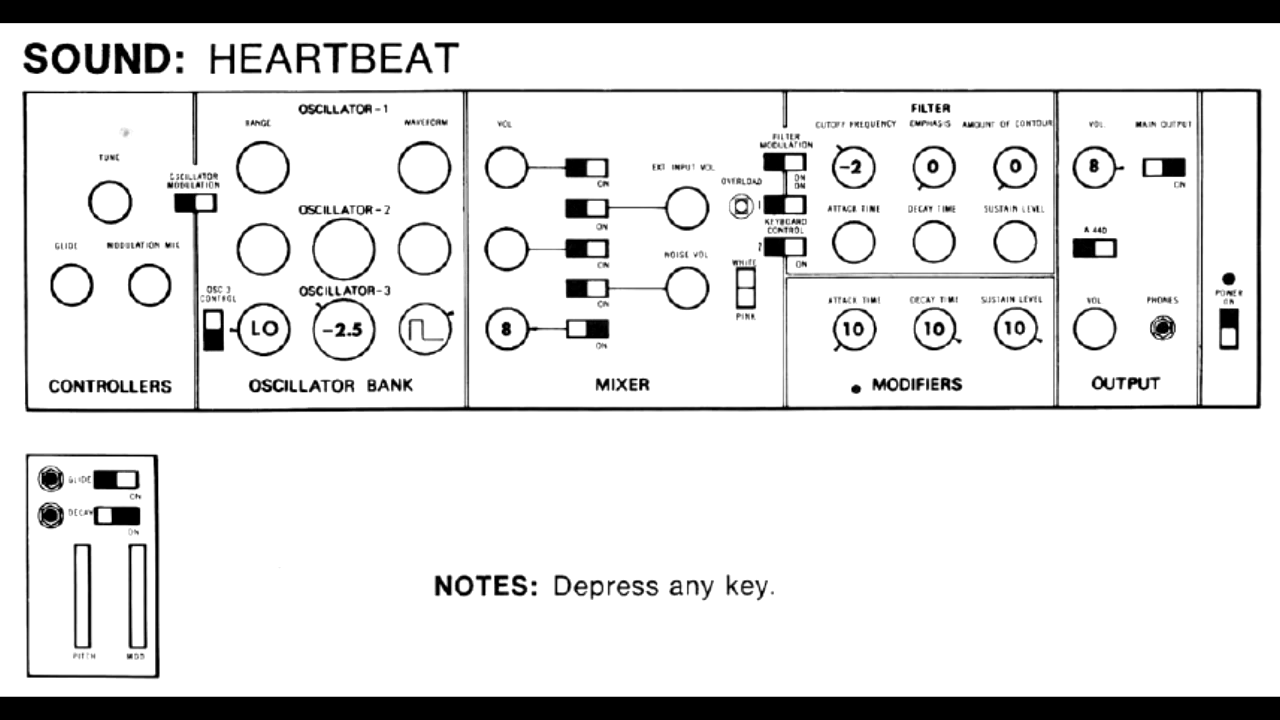 SOUND: HEARTBEAT
OSCILLATOR-1
RANGE
WAVEFORM
TUNE
OSCILLATOR
MODULATION
OSCILLATOR-2
GLIDE
MODULATION MIX
OSC 3
CONTROL
OSCILLATOR-3
LO
-2.5
CONTROLLERS
OSCILLATOR BANK
VOL
ON
EXT INPUT VOL
OVERLOAD
ON
ON
NOISE VOL
WHITE
ON
PINK
8
ON
MIXER
FILTER
MODULATION
ON
ON
1
KEYBOARD
CONTROL
2
ON
FILTER
CUTOFF FREQUENCY
EMPHASIS
AMOUNT OF CONTOUR
-2
0
0
ATTACK TIME
DECAY TIME
SUSTAIN LEVEL
ATTACK TIME
DECAY TIME
SUSTAIN LEVEL
10
10
10
MODIFIERS
VOL.
MAIN OUTPUT
8
ON
A 440
VOL
PHONES
OUTPUT
POWER
ON
GLIDE
ON
DECAY
ON
PITCH
MOD
NOTES: Depress any key.